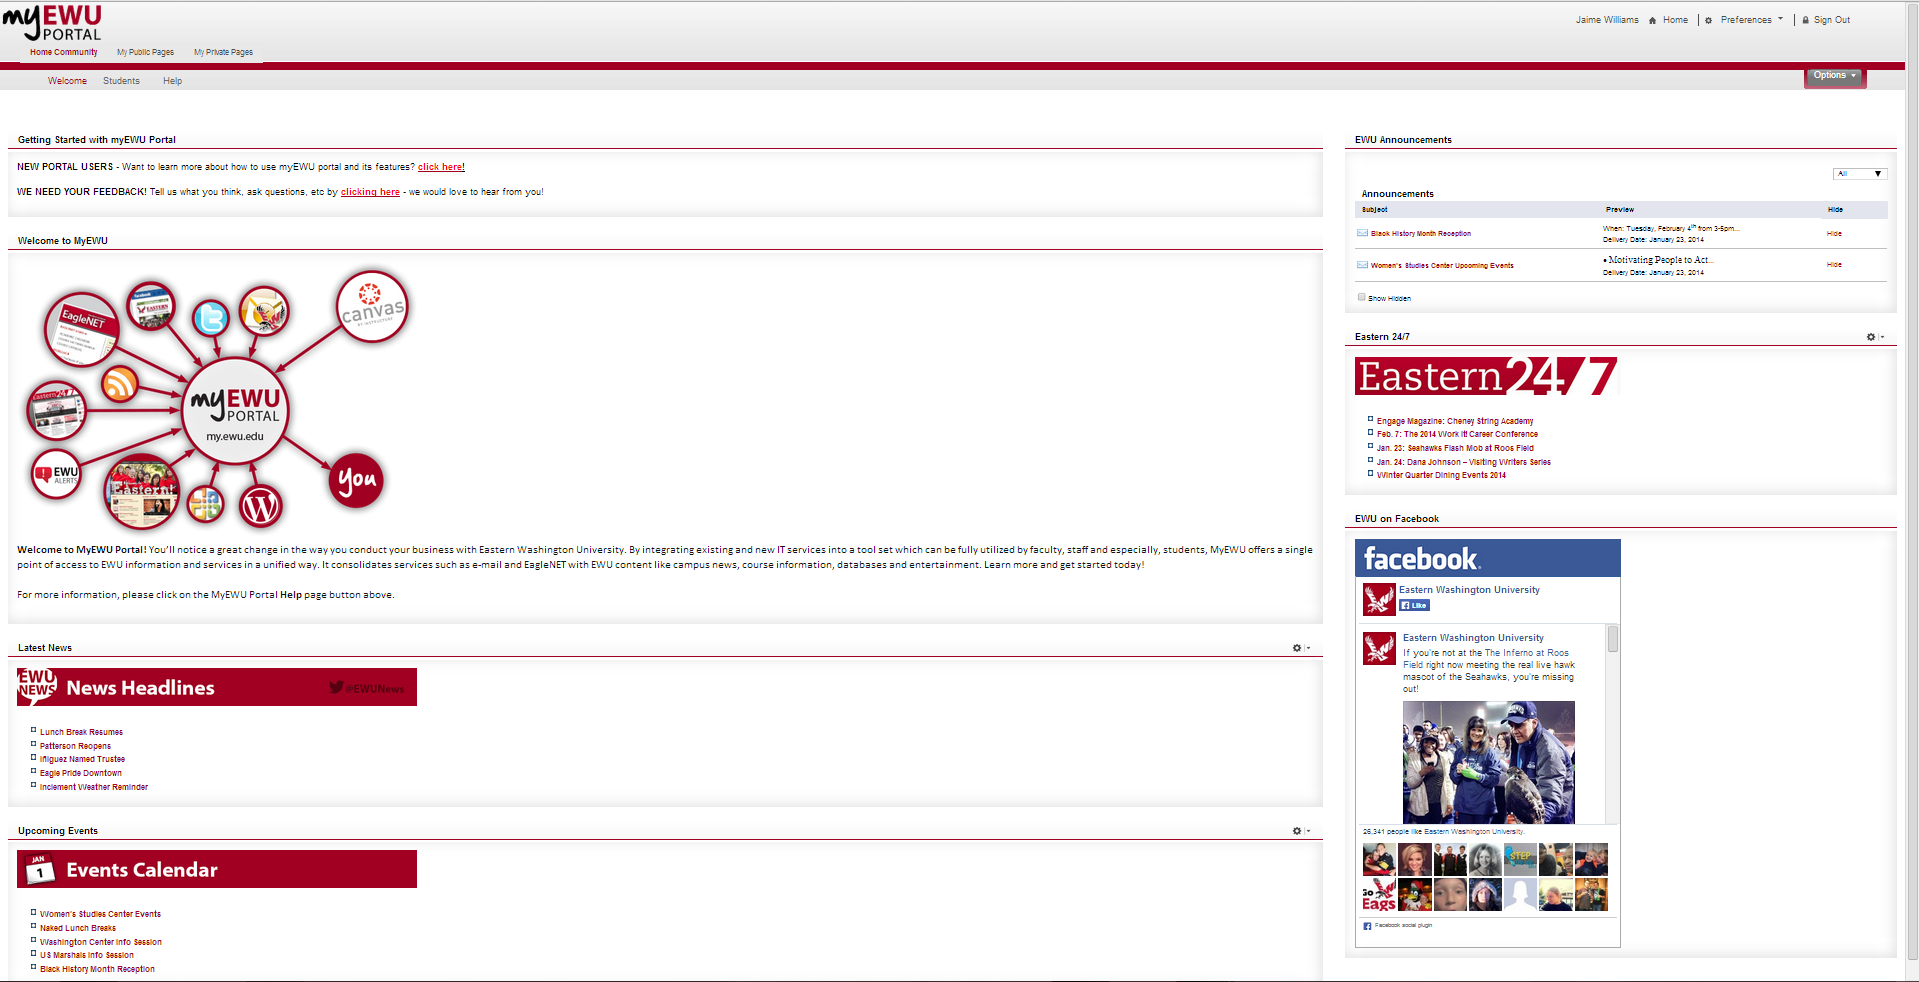 myEWU
PORTAL
Jaime Williams Home Preferences Sign Out
Home Community My Public Pages My Private Pages
Welcome Students Help
Options
Getting Started with myEWU Portal
NEW PORTAL USERS - Want to learn more about how to use myEWU portal and its features? click here!
WE NEED YOUR FEEDBACK! Tell us what you think, ask questions, etc by clicking here - we would love to hear from you!
Welcome to MyEWU
EagleNET
facebook
EASTERN
canvas
BY INSTRUCTURE
Eastern 24/7
myEWU
PORTAL
my.ewu.edu
EWU
ALERTS
Eastern!
you
Welcome to MyEWU Portal! You'll notice a great change in the way you conduct your business with Eastern Washington University. By integrating existing and new IT services into a tool set which can be fully utilized by faculty, staff and especially, students, MyEWU offers a single
point of access to EWU information and services in a unified way. It consolidates services such as e-mail and EagleNET with EWU content like campus news, course information, databases and entertainment. Learn more and get started today!
For more information, please click on the MyEWU Portal Help page button above.
Latest News
EWU
NEWS
News Headlines
@EWUNews
Lunch Break Resumes
Patterson Reopens
Iñiguez Named Trustee
Eagle Pride Downtown
Inclement Weather Reminder
Upcoming Events
JAN
1
Events Calendar
Women's Studies Center Events
Naked Lunch Breaks
Washington Center Info Session
US Marshals Info Session
Black History Month Reception
EWU Announcements
All
Announcements
Subject Preview Hide
Black History Month Reception When: Tuesday, February 4th from 3-5pm... Hide
Delivery Date: January 23, 2014
Women's Studies Center Upcoming Events • Motivating People to Act... Hide
Delivery Date: January 23, 2014
Show Hidden
Eastern 24/7
Eastern 24/7
Engage Magazine: Cheney String Academy
Feb. 7: The 2014 Work It! Career Conference
Jan. 23: Seahawks Flash Mob at Roos Field
Jan. 24: Dana Johnson – Visiting Writers Series
Winter Quarter Dining Events 2014
EWU on Facebook
facebook
Eastern Washington University
Like
Eastern Washington University
If you're not at the The Inferno at Roos
Field right now meeting the real live hawk
mascot of the Seahawks, you're missing
out!
26,341 people like Eastern Washington University.
STEP
Go
Eags
Facebook social plugin